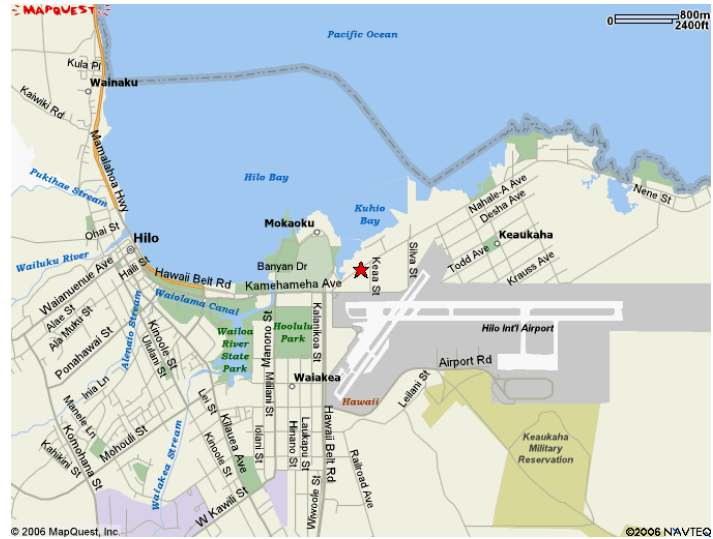 MAPQUEST
0 800m
2400ft
Pacific Ocean
Kula Pl
Wainaku
Kaiwiki Rd
Mamalahoa Hwy
Pukihae Stream
Hilo Bay
Kuhio
Bay
Nahale-A Ave
Desha Ave
Nene St
Mokaoku
Keaukaha
Ohai St
Hilo
Wailuku River
Waianuenue Ave
Haili St
Hawaii Belt Rd
Banyan Dr
Kamehameha Ave
Keaa St
Silva St
Todd Ave
Krauss Ave
Alae St
Aja Muku St
Ponahawai St
Alenaio Stream
Waiolama Canal
Kinoole St
Ululani St
Wailoa
River
State
Park
Hoolulu
Park
Manono St
Mililani St
Kalanikoa St
Hilo Int'l Airport
Airport Rd
Waiakea
Hawaii
Leilani St
Inia Ln
Manele Ln
Mohouli St
Komohana St
Kahikini St
Waiakea Stream
Lei St
Kilauea Ave
Kinoole St
Iolani St
Hinano St
Laukapu St
Hawaii Belt Rd
Wiwoole St
Railroad Ave
W Kawili St
Keaukaha
Military
Reservation
© 2006 MapQuest, Inc.
©2006 NAVTEQ